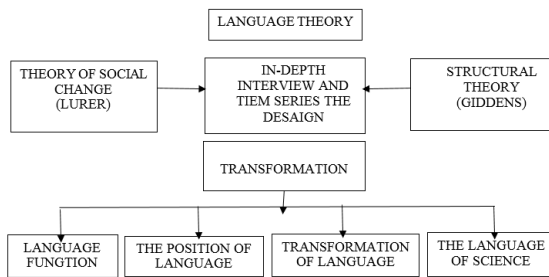 LANGUAGE THEORY
THEORY OF SOCIAL
CHANGE
(LURER)
IN-DEPTH
INTERVIEW AND
TIEM SERIES THE
DESAIGN
STRUCTURAL
THEORY
(GIDDENS)
TRANSFORMATION
LANGUAGE
FUNGTION
THE POSITION OF
LANGUAGE
TRANSFORMATION
OF LANGUAGE
THE LANGUAGE
OF SCIENCE